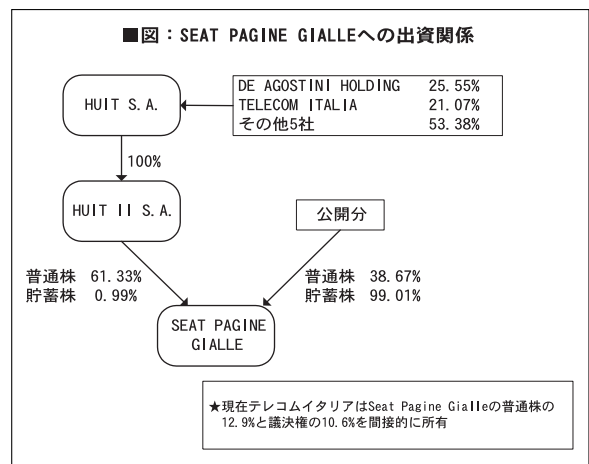 ■図：SEAT PAGINE GIALLEへの出資関係
HUIT S.A.
DE AGOSTINI HOLDING 25.55%
TELECOM ITALIA 21.07%
その他5社 53.38%
100%
HUIT II S.A.
公開分
普通株 61.33%
貯蓄株 0.99%
普通株 38.67%
貯蓄株 99.01%
SEAT PAGINE
GIALLE
★現在テレコムイタリアはSeat Pagine Gialleの普通株の
12.9%と議決権の10.6%を間接的に所有